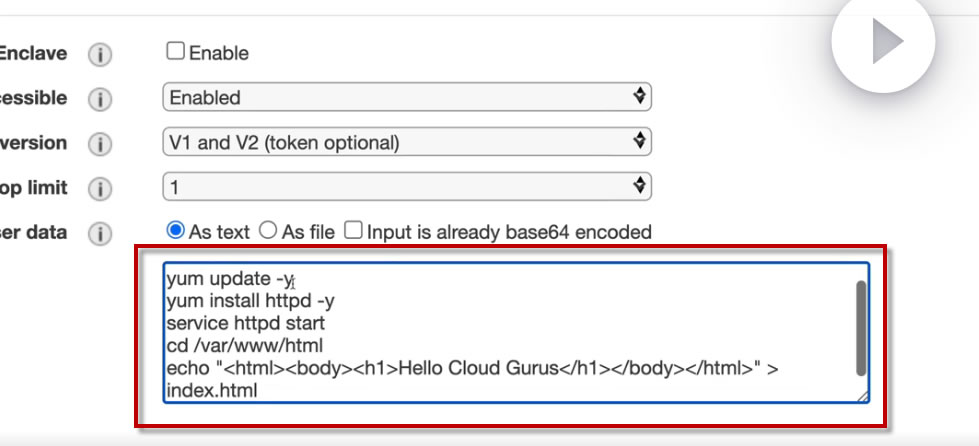 Enclave Enable
cessible Enabled
version V1 and V2 (token optional)
op limit 1
ser data As text As file Input is already base64 encoded
yum update -y
yum install httpd -y
service httpd start
cd /var/www/html
echo "<html><body><h1>Hello Cloud Gurus</h1></body></html>" >
index.html